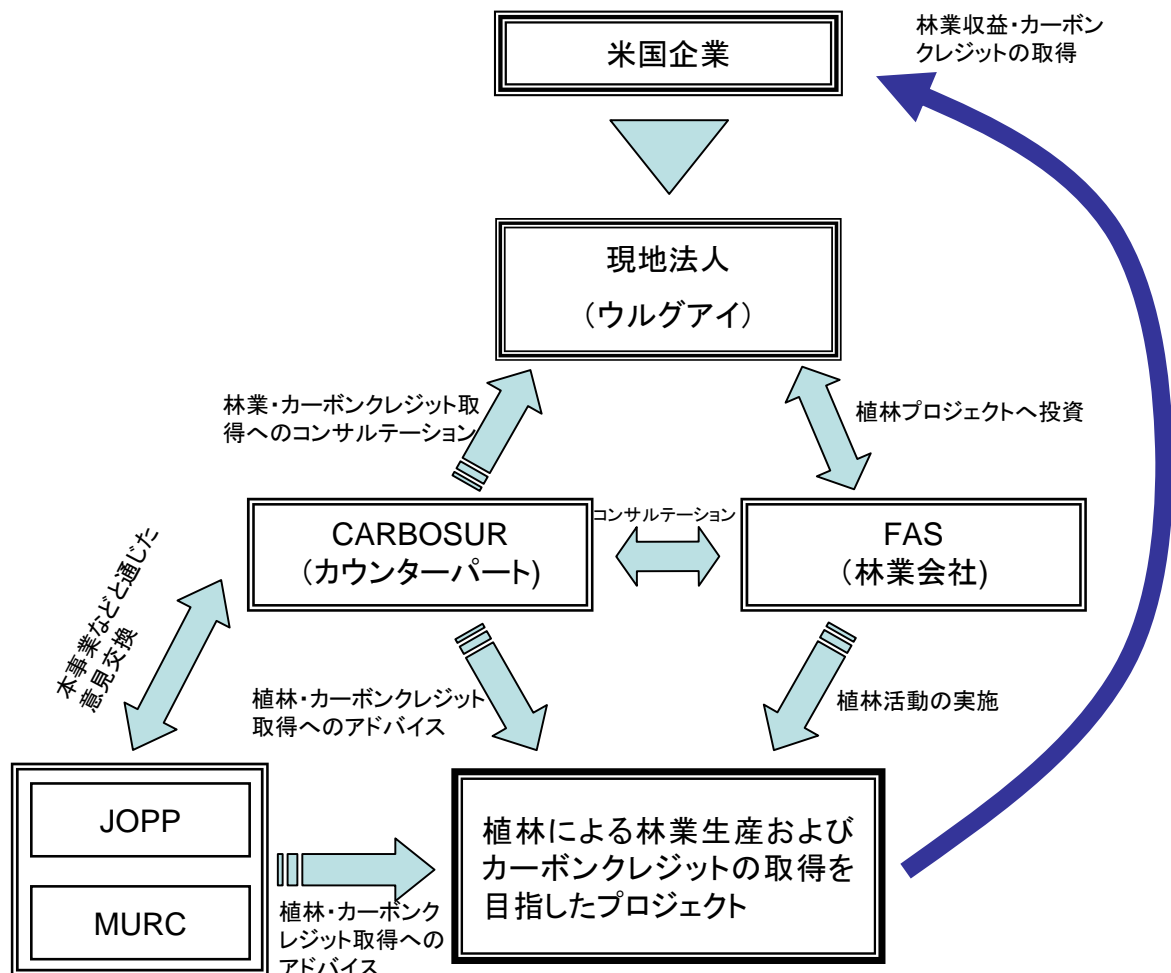 米国企業
林業収益・カーボン
クレジットの取得
現地法人
（ウルグアイ）
林業・カーボンクレジット取
得へのコンサルテーション
植林プロジェクトへ投資
CARBOSUR
（カウンターパート)
コンサルテーション
FAS
（林業会社)
本事業などと通じた
意見交換
植林・カーボンクレジット
取得へのアドバイス
植林活動の実施
JOPP
MURC
植林・カーボンク
レジット取得への
アドバイス
植林による林業生産および
カーボンクレジットの取得を
目指したプロジェクト